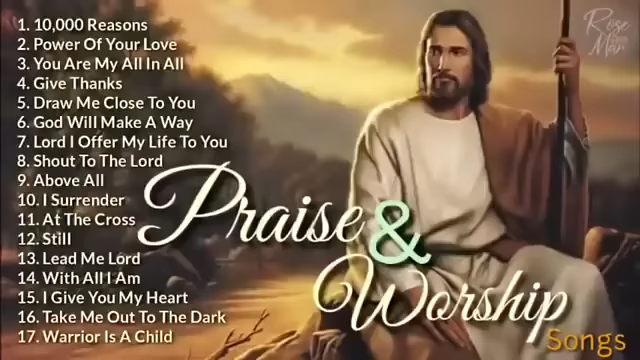 1. 10,000 Reasons
2. Power Of Your Love
3. You Are My All In All
4. Give Thanks
5. Draw Me Close To You
6. God Will Make A Way
7. Lord I Offer My Life To You
8. Shout To The Lord
9. Above All
10. I Surrender
11. At The Cross
12. Still
13. Lead Me Lord
14. With All I Am
15. I Give You My Heart
16. Take Me Out To The Dark
17. Warrior Is A Child
Praise
&
Worship
Songs
Rose
Mar